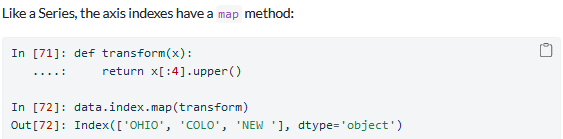 Like a Series, the axis indexes have a map method:
In [71]: def transform(x):
   ....:     return x[:4].upper()
In [72]: data.index.map(transform)
Out[72]: Index(['OHIO', 'COLO', 'NEW '], dtype='object')